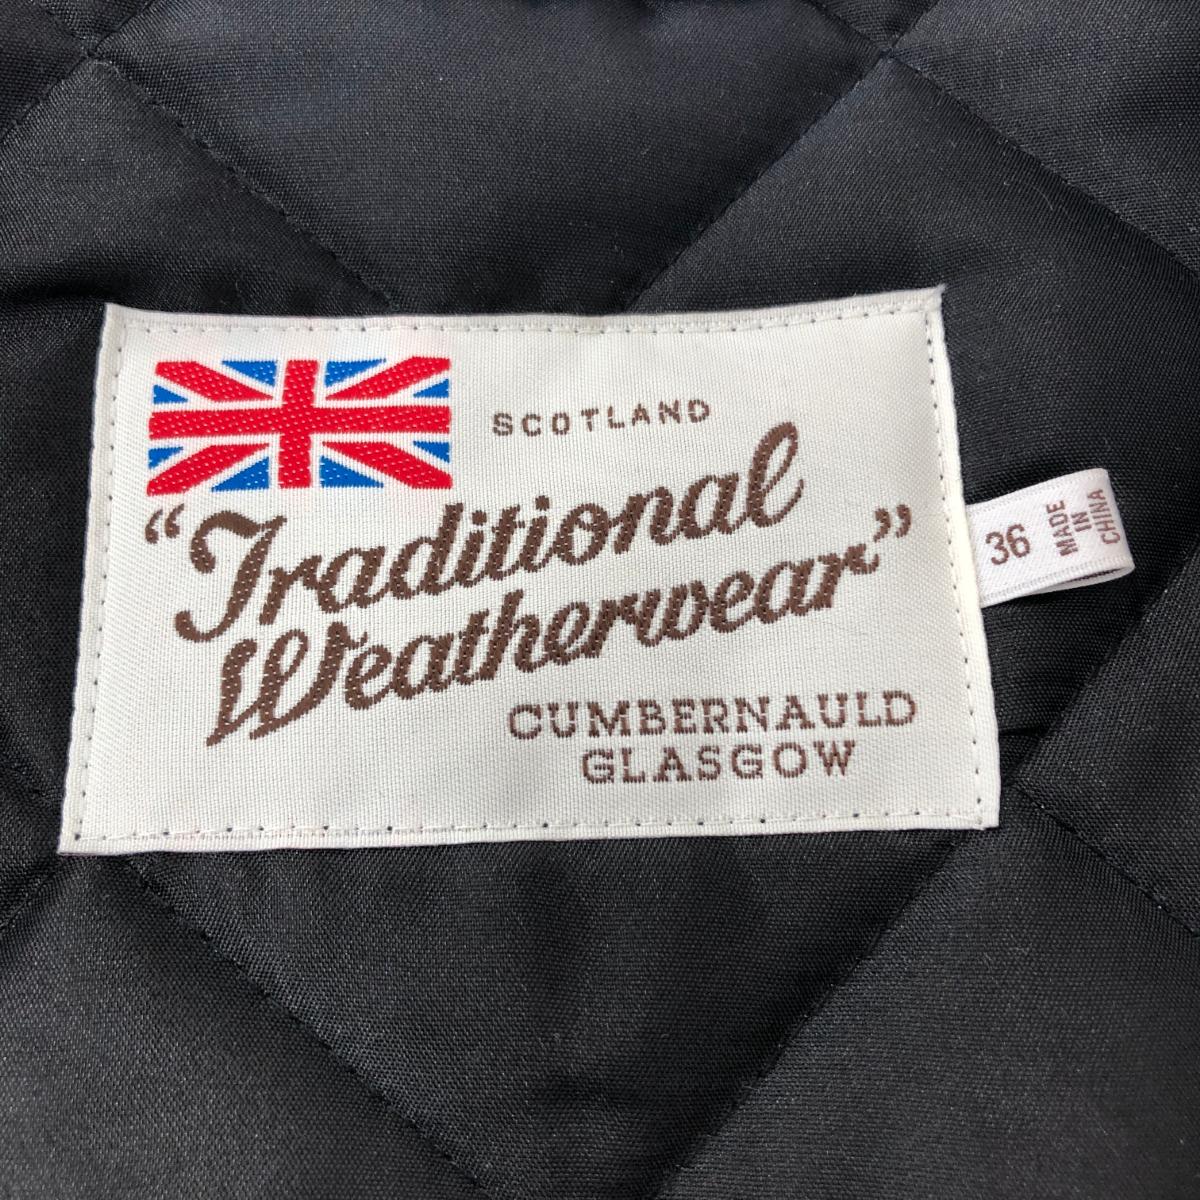 SCOTLAND
“Traditional
Weatherwear”
CUMBERNAULD
GLASGOW
36
MADE
IN
CHINA